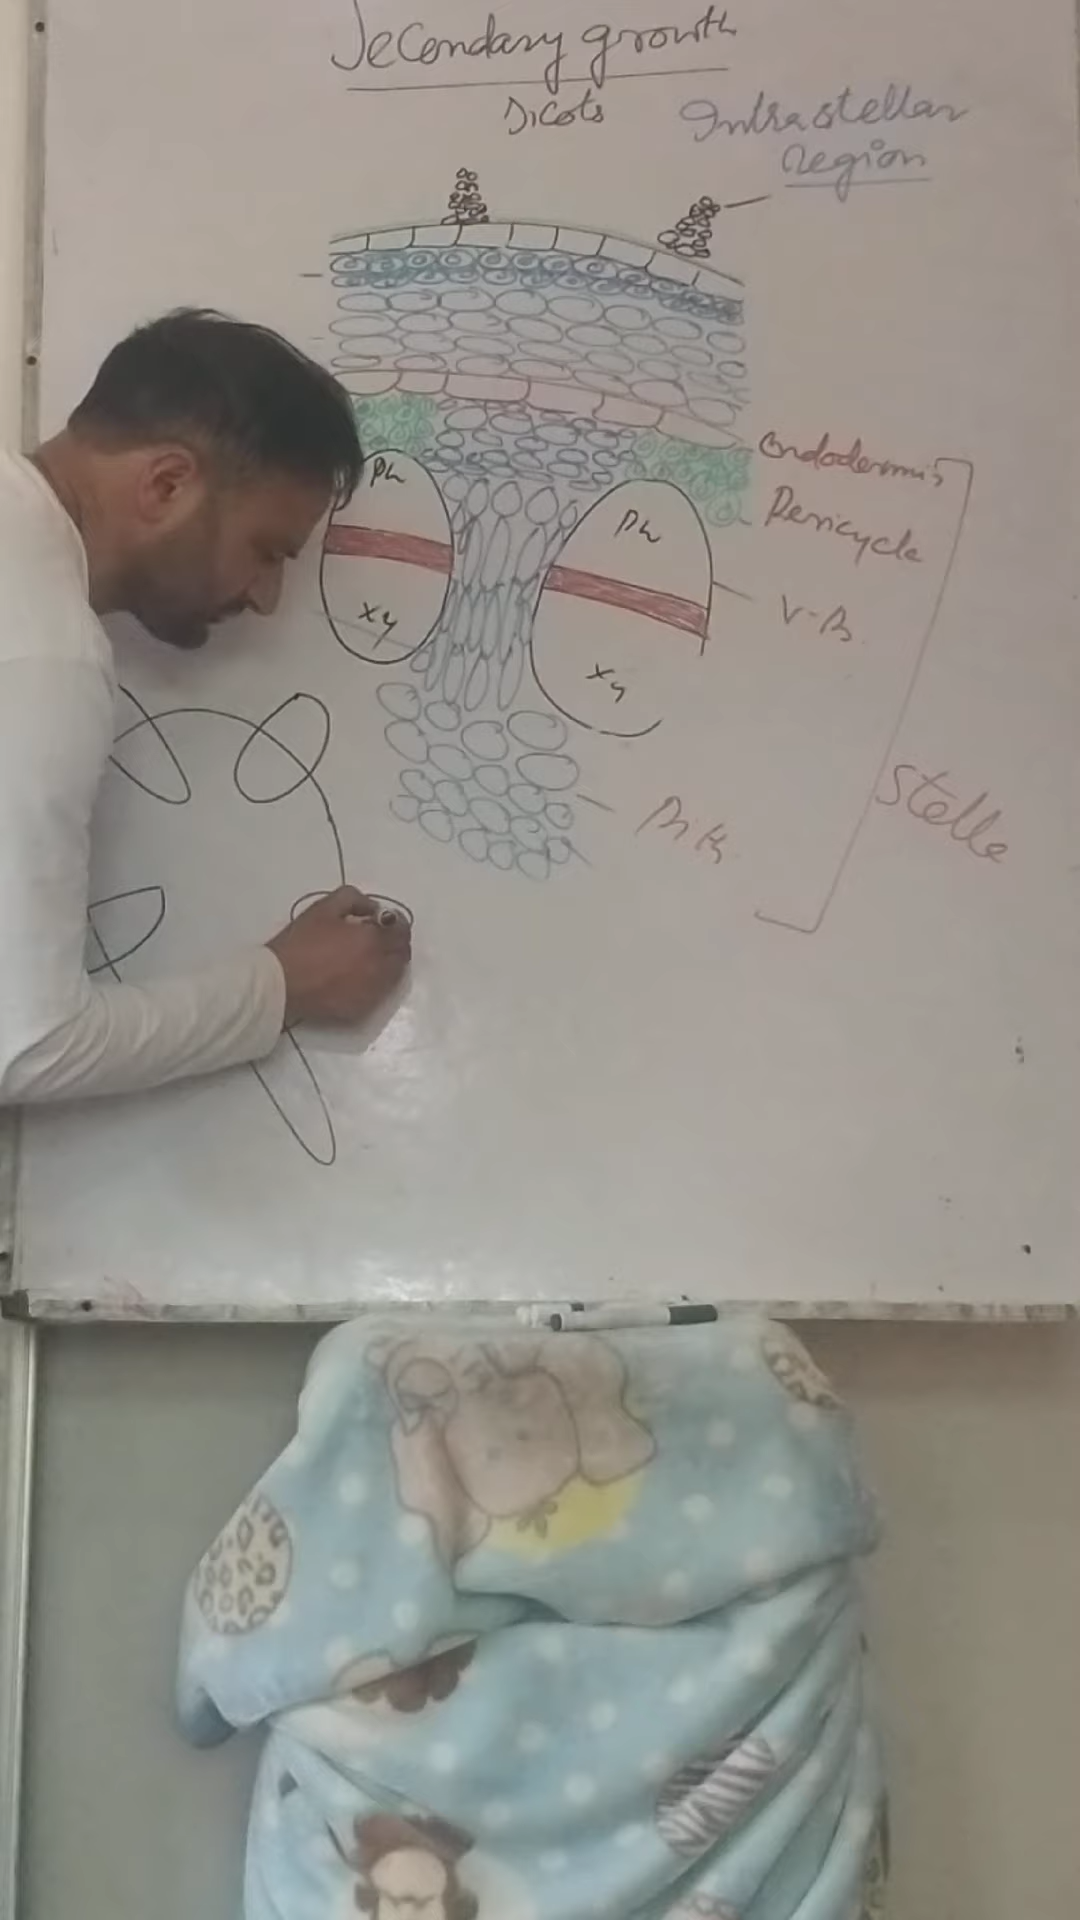 Secondary growth
Dicots
Intrastellar
Region
Endodermis
Pericycle
V.B.
Pith
Stelle
Ph
Xy
Ph
Xy